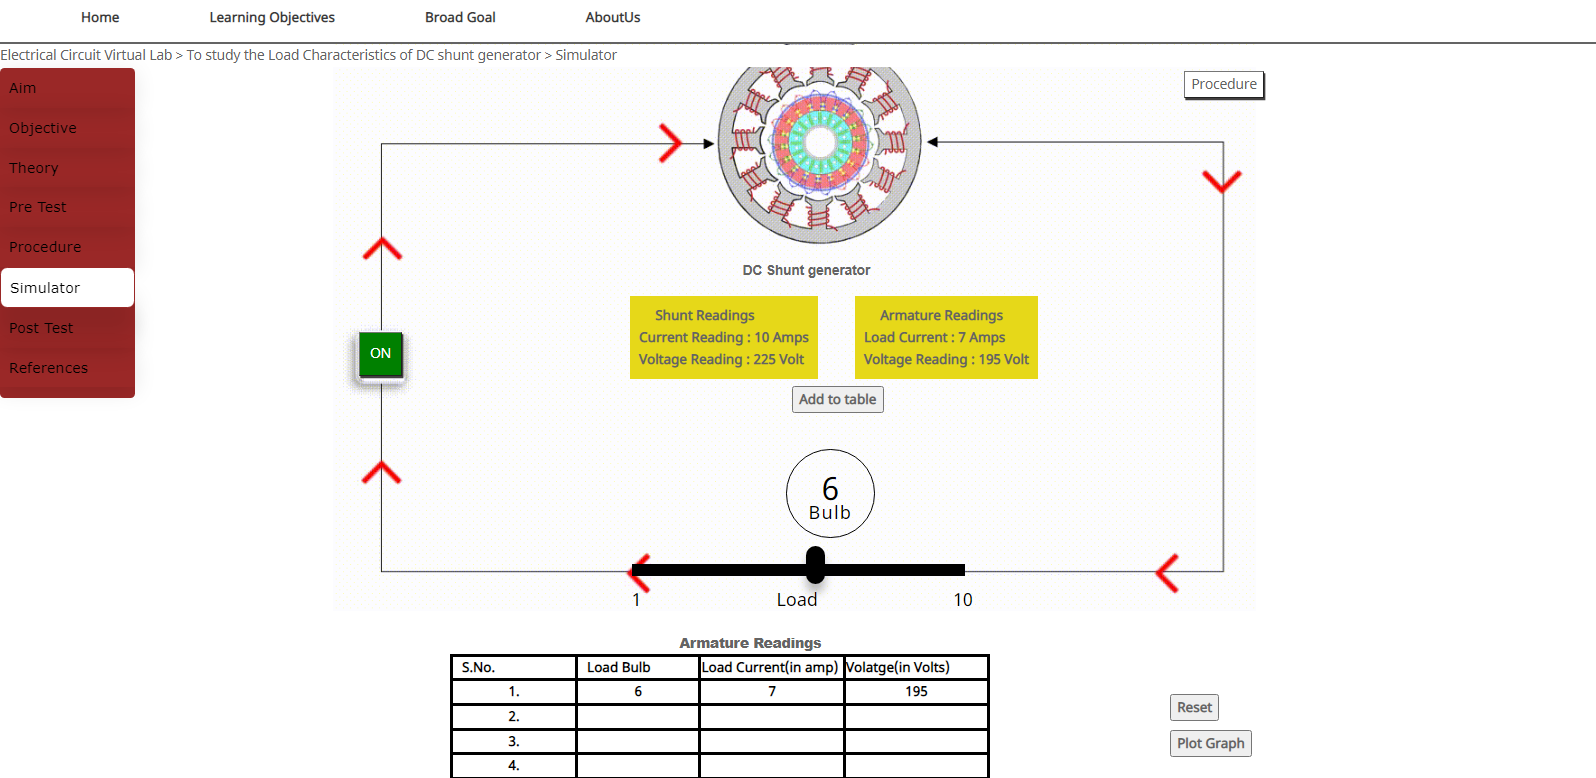 Home Learning Objectives Broad Goal AboutUs
Electrical Circuit Virtual Lab > To study the Load Characteristics of DC shunt generator > Simulator
Aim
Objective
Theory
Pre Test
Procedure
Simulator
Post Test
References
Procedure
ON
DC Shunt generator
Shunt Readings
Current Reading : 10 Amps
Voltage Reading : 225 Volt
Armature Readings
Load Current : 7 Amps
Voltage Reading : 195 Volt
Add to table
6
Bulb
1 Load 10
Armature Readings
S.No. Load Bulb Load Current(in amp) Volatge(in Volts)
1. 6 7 195
2.
3.
4.
Reset
Plot Graph